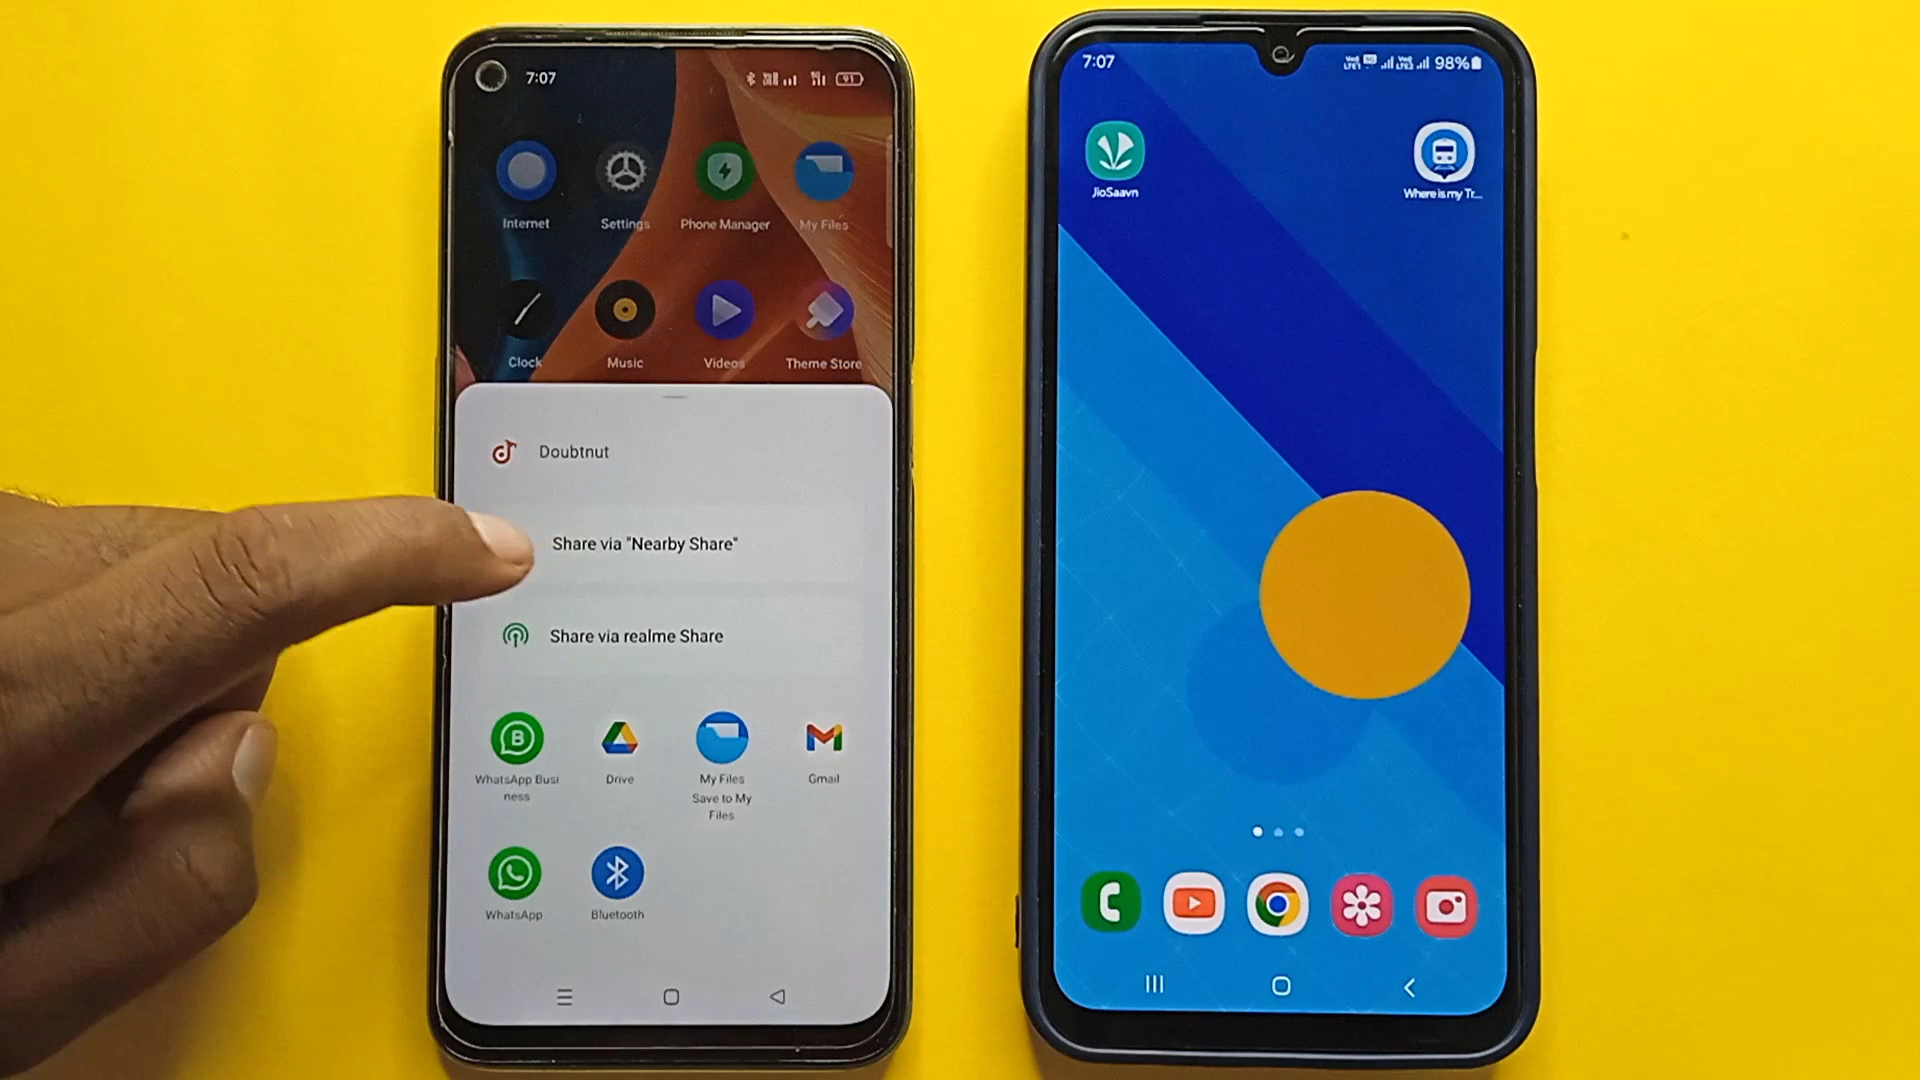 7:07
91
Internet
Settings
Phone Manager
My Files
Clock
Music
Videos
Theme Store
Doubtnut
Share via "Nearby Share"
Share via realme Share
B
WhatsApp Busi
ness
Drive
My Files
Save to My
Files
Gmail
WhatsApp
Bluetooth
7:07
98%
JioSaavn
Where is my Tr...